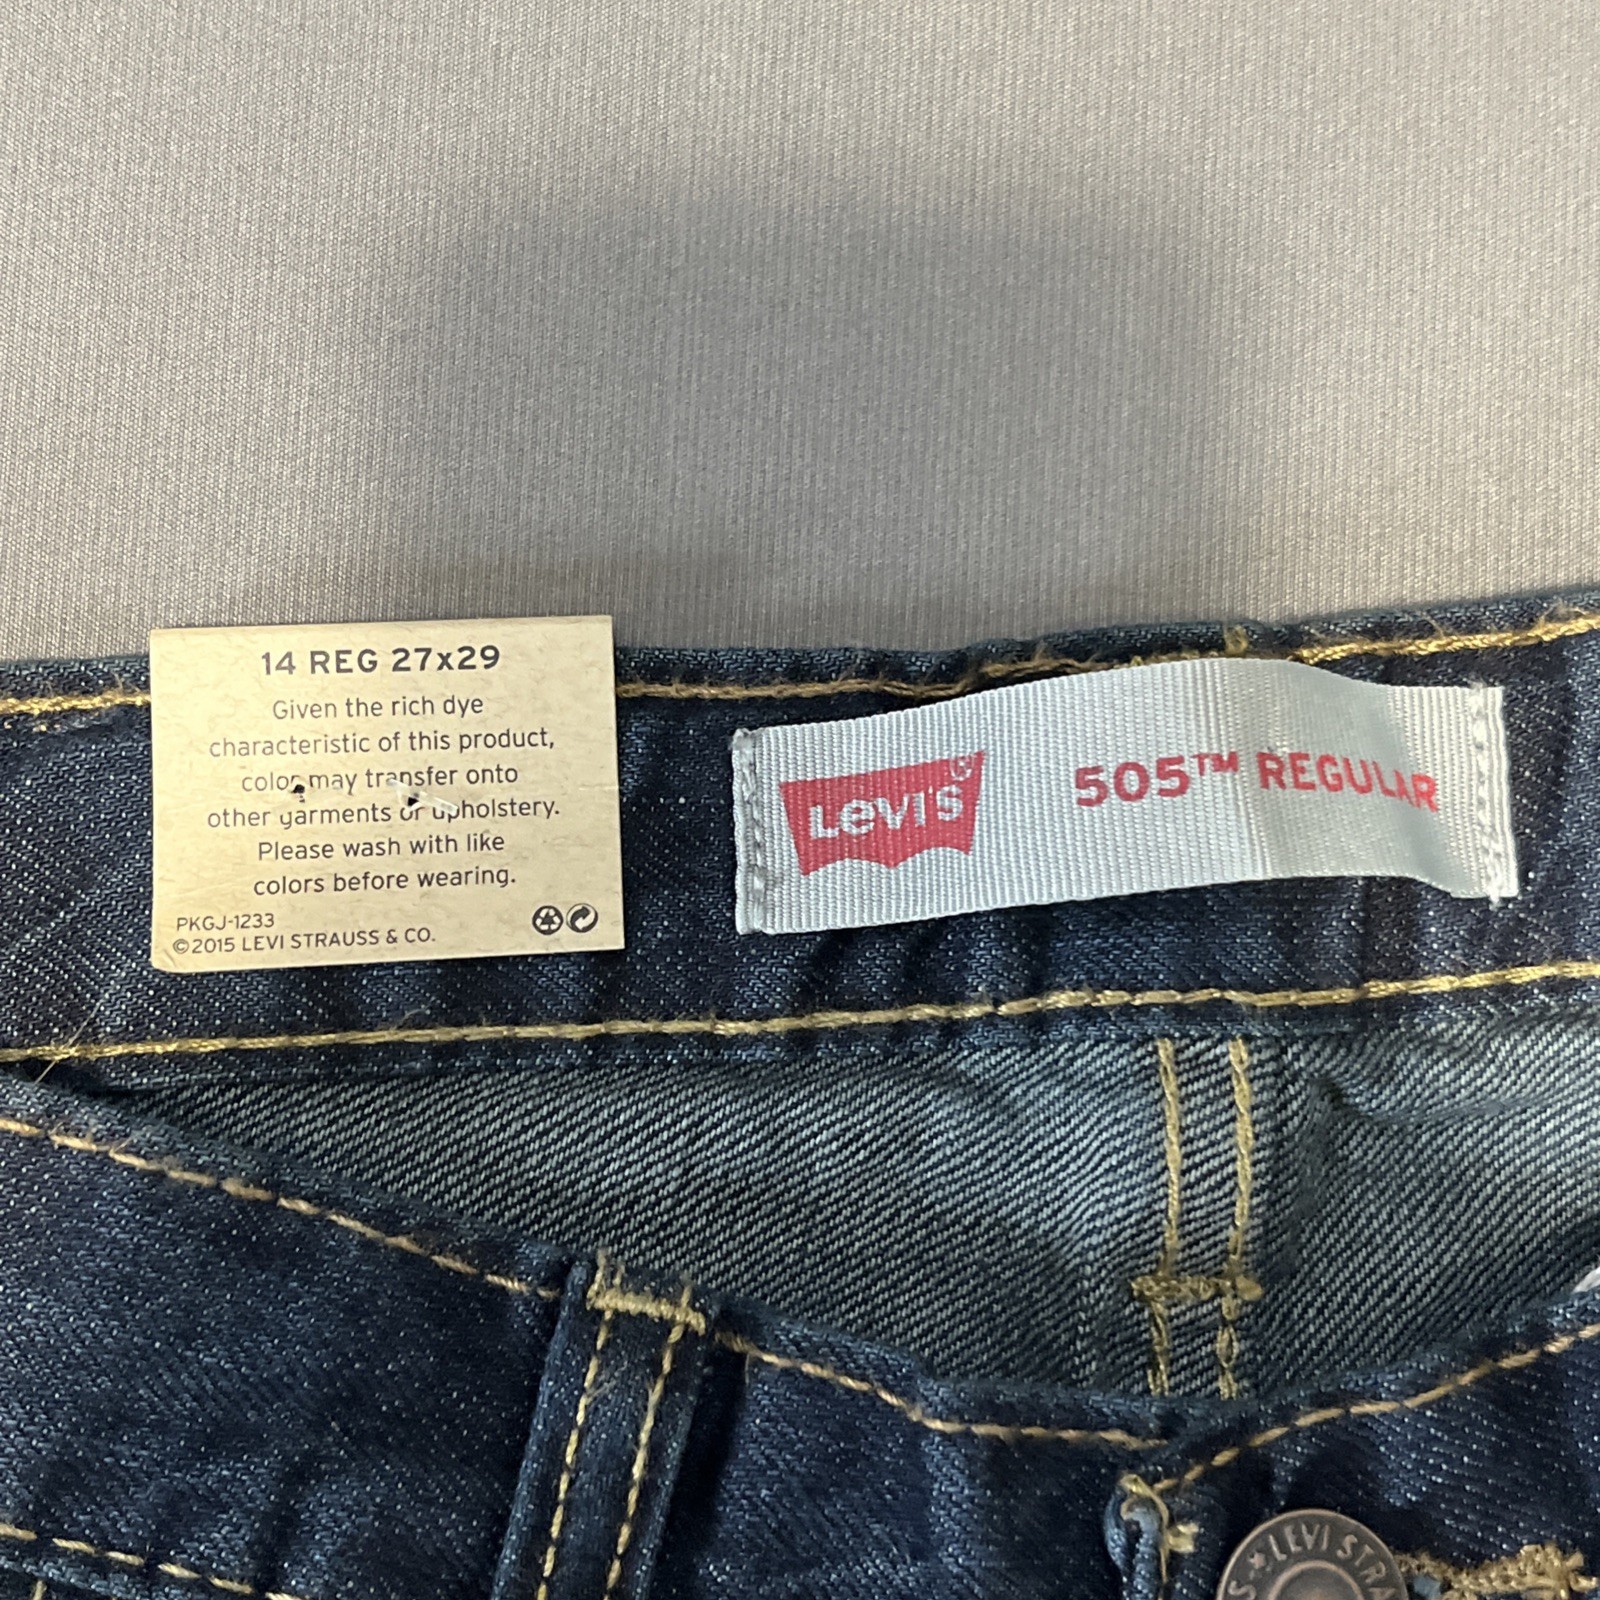 14 REG 27x29
Given the rich dye
characteristic of this product,
color may transfer onto
other garments or upholstery.
Please wash with like
colors before wearing.
PKGJ-1233
©2015 LEVI STRAUSS & CO.
Levi's
505™ REGULAR
LEVI STRA